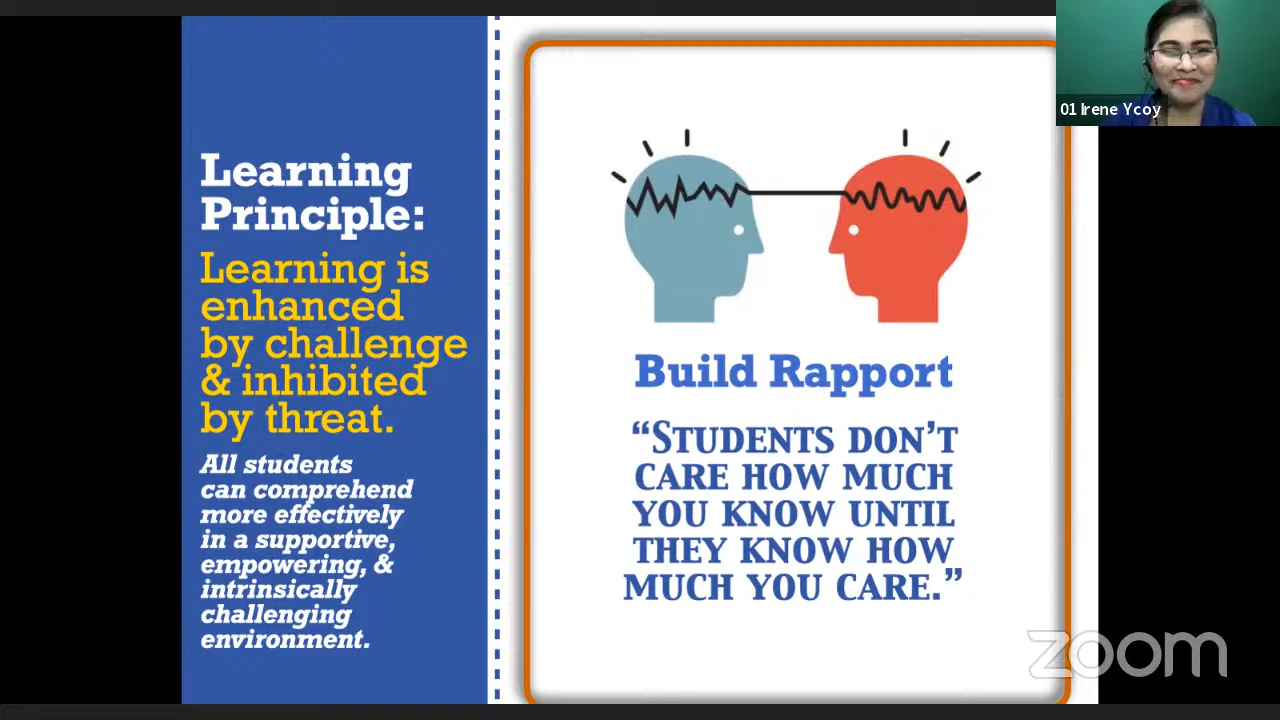 Learning
Principle:
Learning is
enhanced
by challenge
& inhibited
by threat.
All students
can comprehend
more effectively
in a supportive,
empowering, &
intrinsically
challenging
environment.
Build Rapport
“STUDENTS DON’T
CARE HOW MUCH
YOU KNOW UNTIL
THEY KNOW HOW
MUCH YOU CARE.”
01 Irene Ycoy
zoom